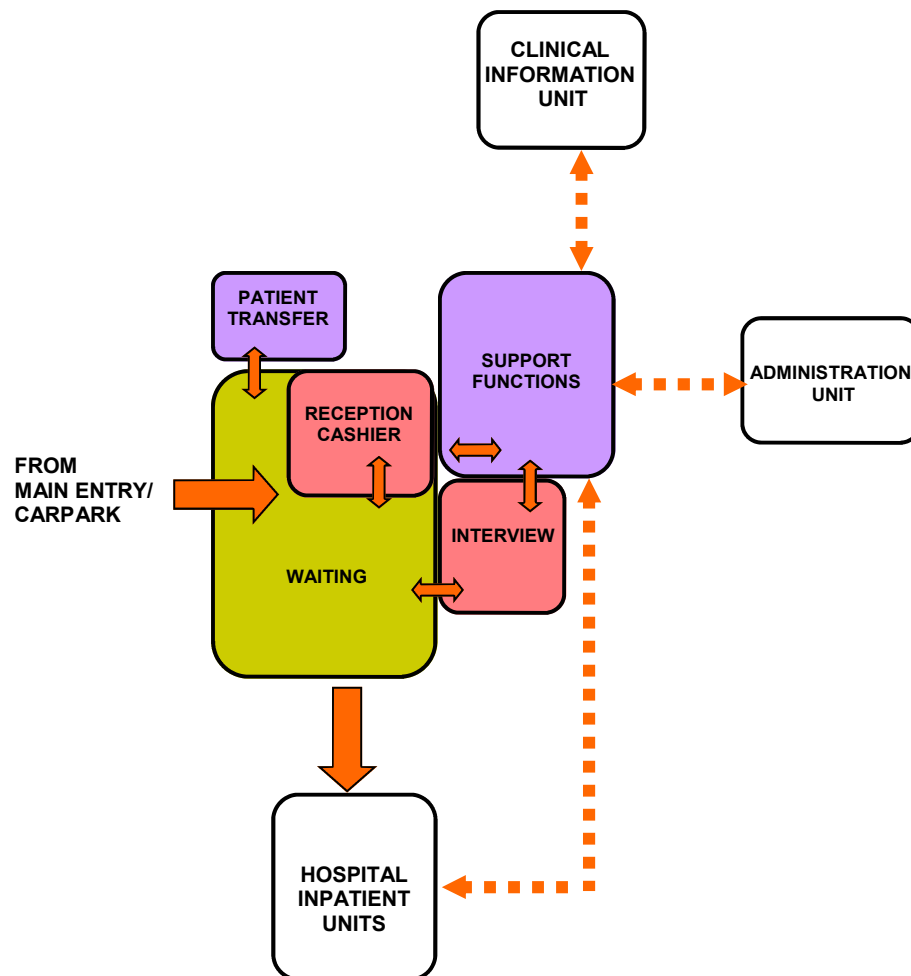 CLINICAL
INFORMATION
UNIT
PATIENT
TRANSFER
SUPPORT
FUNCTIONS
ADMINISTRATION
UNIT
RECEPTION
CASHIER
FROM
MAIN ENTRY/
CARPARK
INTERVIEW
WAITING
HOSPITAL
INPATIENT
UNITS